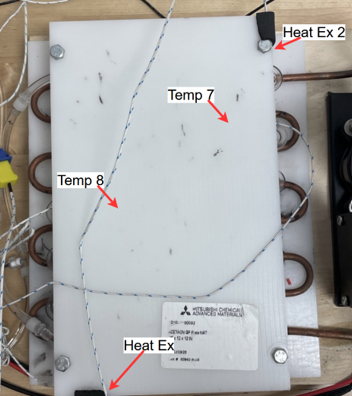 Heat Ex 2
Temp 7
Temp 8
MITSUBISHI CHEMICAL
ADVANCED MATERIALS
Heat Ex